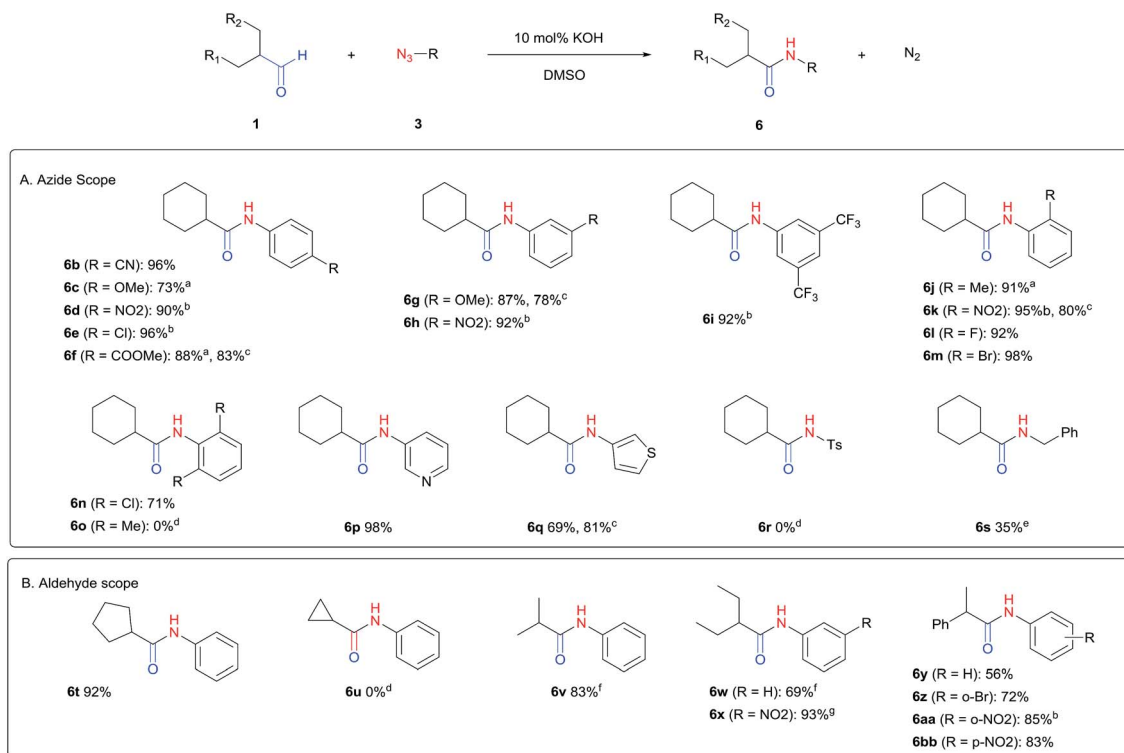 R2
R1
H
O
1
+
N3—R
3
10 mol% KOH
DMSO
R2
R1
O
H
N
R
6
+
N2
A. Azide Scope
H
N
O
R
6b (R = CN): 96%
6c (R = OMe): 73%a
6d (R = NO2): 90%b
6e (R = Cl): 96%b
6f (R = COOMe): 88%a, 83%c
H
N
O
R
6g (R = OMe): 87%, 78%c
6h (R = NO2): 92%b
H
N
O
CF3
CF3
6i 92%b
H
N
O
R
6j (R = Me): 91%a
6k (R = NO2): 95%b, 80%c
6l (R = F): 92%
6m (R = Br): 98%
H
N
O
R
R
6n (R = Cl): 71%
6o (R = Me): 0%d
H
N
O
N
6p 98%
H
N
O
S
6q 69%, 81%c
H
N
Ts
O
6r 0%d
H
N
Ph
O
6s 35%e
B. Aldehyde scope
H
N
O
6t 92%
H
N
O
6u 0%d
H
N
O
6v 83%f
H
N
O
R
6w (R = H): 69%f
6x (R = NO2): 93%g
Ph
H
N
O
R
6y (R = H): 56%
6z (R = o-Br): 72%
6aa (R = o-NO2): 85%b
6bb (R = p-NO2): 83%